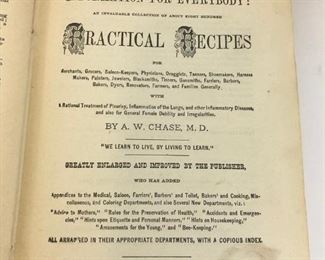 INFORMATION FOR EVERYBODY:
AN INVALUABLE COLLECTION OF ABOUT EIGHT HUNDRED
PRACTICAL RECIPES
FOR
Merchants, Grocers, Saloon-Keepers, Physicians, Druggists, Tanners, Shoemakers, Harness
Makers, Painters, Jewelers, Blacksmiths, Tinners, Gunsmiths, Farriers, Barbers,
Bakers, Dyers, Renovaters, Farmers, and Families Generally,
WITH
A Rational Treatment of Pleurisy, Inflammation of the Lungs, and other Inflammatory Diseases,
and also for General Female Debility and Irregularities.
BY A. W. CHASE, M. D.
"WE LEARN TO LIVE, BY LIVING TO LEARN."
GREATLY ENLARGED AND IMPROVED BY THE PUBLISHER,
WHO HAS ADDED
Appendixes to the Medical, Saloon, Farriers', Barbers' and Toilet, Bakers' and Cooking, Mis-
cellaneous, and Coloring Departments, and also Several New Departments, viz.:
"Advice to Mothers," "Rules for the Preservation of Health," "Accidents and Emergen-
cies," "Hints upon Etiquette and Personal Manners," "Hints on Housekeeping,"
"Amusements for the Young," and "Bee-Keeping:"
ALL ARRANGED IN THEIR APPROPRIATE DEPARTMENTS, WITH A COPIOUS INDEX.